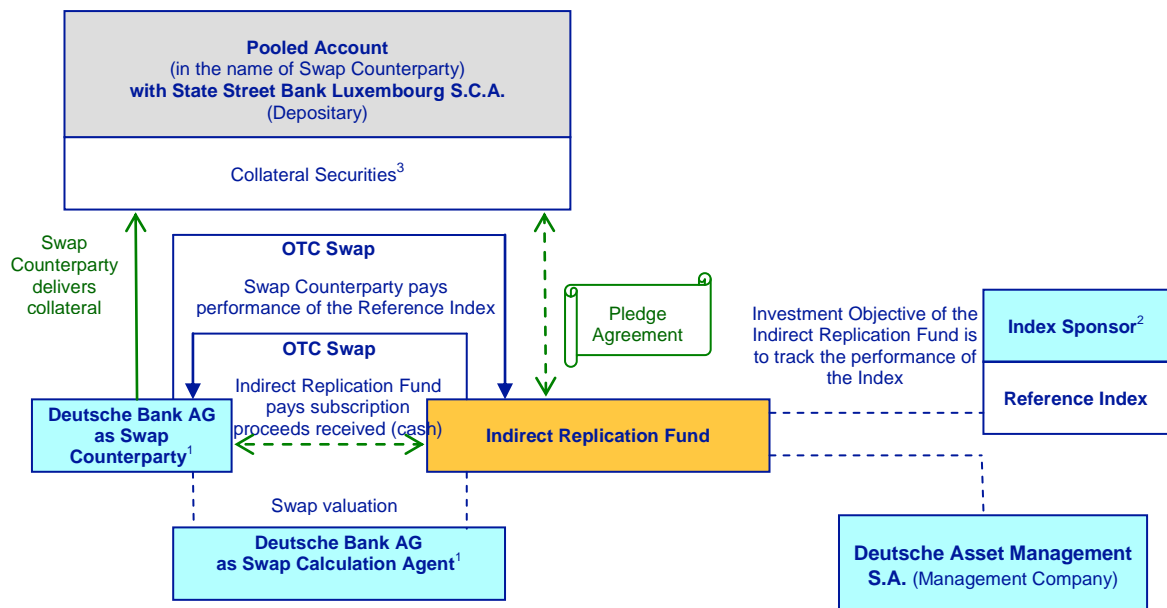 Pooled Account
(in the name of Swap Counterparty)
with State Street Bank Luxembourg S.C.A.
(Depositary)
Collateral Securities3
Swap
Counterparty
delivers
collateral
OTC Swap
Swap Counterparty pays
performance of the Reference Index
OTC Swap
Indirect Replication Fund
pays subscription
proceeds received (cash)
Pledge
Agreement
Investment Objective of the
Indirect Replication Fund is
to track the performance of
the Index
Index Sponsor2
Reference Index
Deutsche Bank AG
as Swap
Counterparty1
Indirect Replication Fund
Swap valuation
Deutsche Bank AG
as Swap Calculation Agent1
Deutsche Asset Management
S.A. (Management Company)